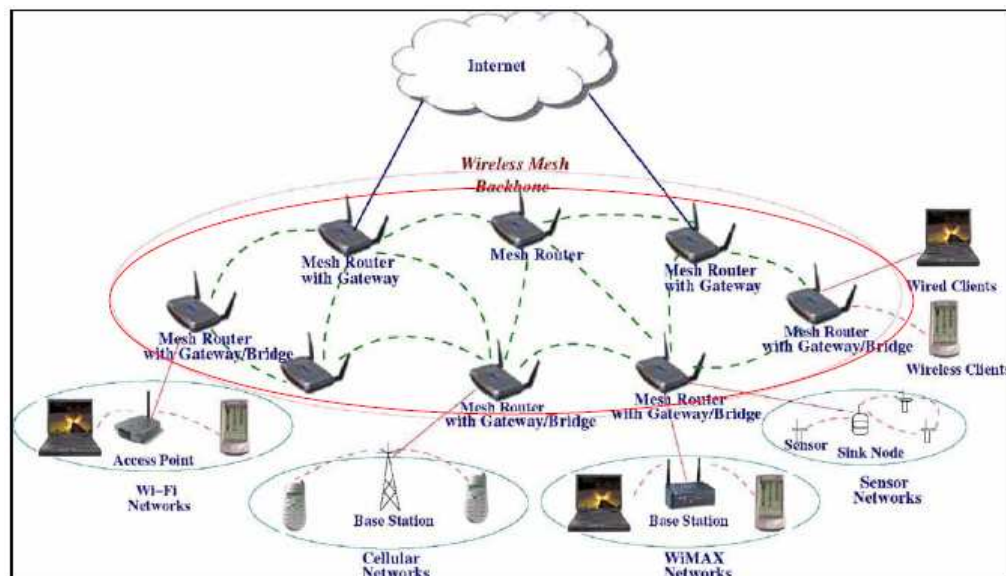 Internet
Wireless Mesh
Backbone
Mesh Router
with Gateway
Mesh Router
Mesh Router
with Gateway
Wired Clients
Mesh Router
with Gateway/Bridge
Mesh Router
with Gateway/Bridge
Wireless Clients
Mesh Router
with Gateway/Bridge
Mesh Router
with Gateway/Bridge
Access Point
Wi-Fi
Networks
Base Station
Cellular
Networks
Base Station
WiMAX
Networks
Sensor
Sink Node
Sensor
Networks